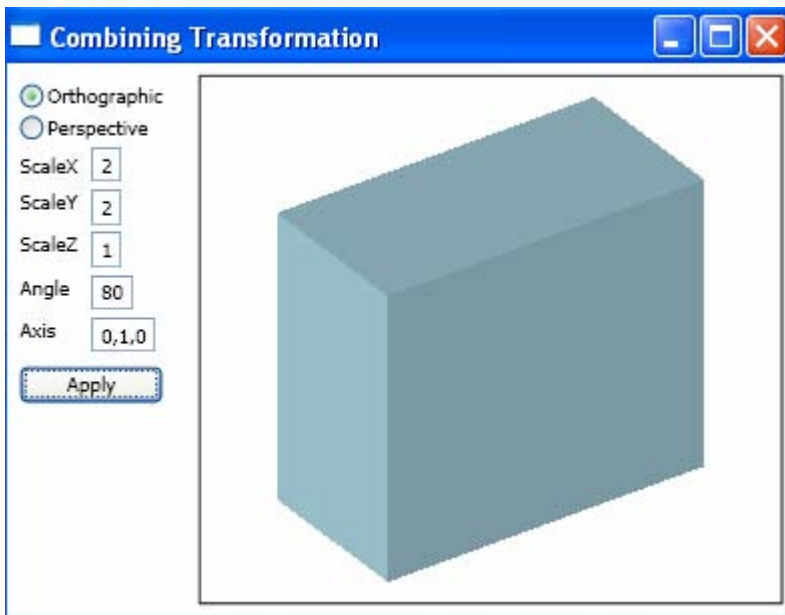 Combining Transformation
Orthographic
Perspective
ScaleX 2
ScaleY 2
ScaleZ 1
Angle 80
Axis 0,1,0
Apply